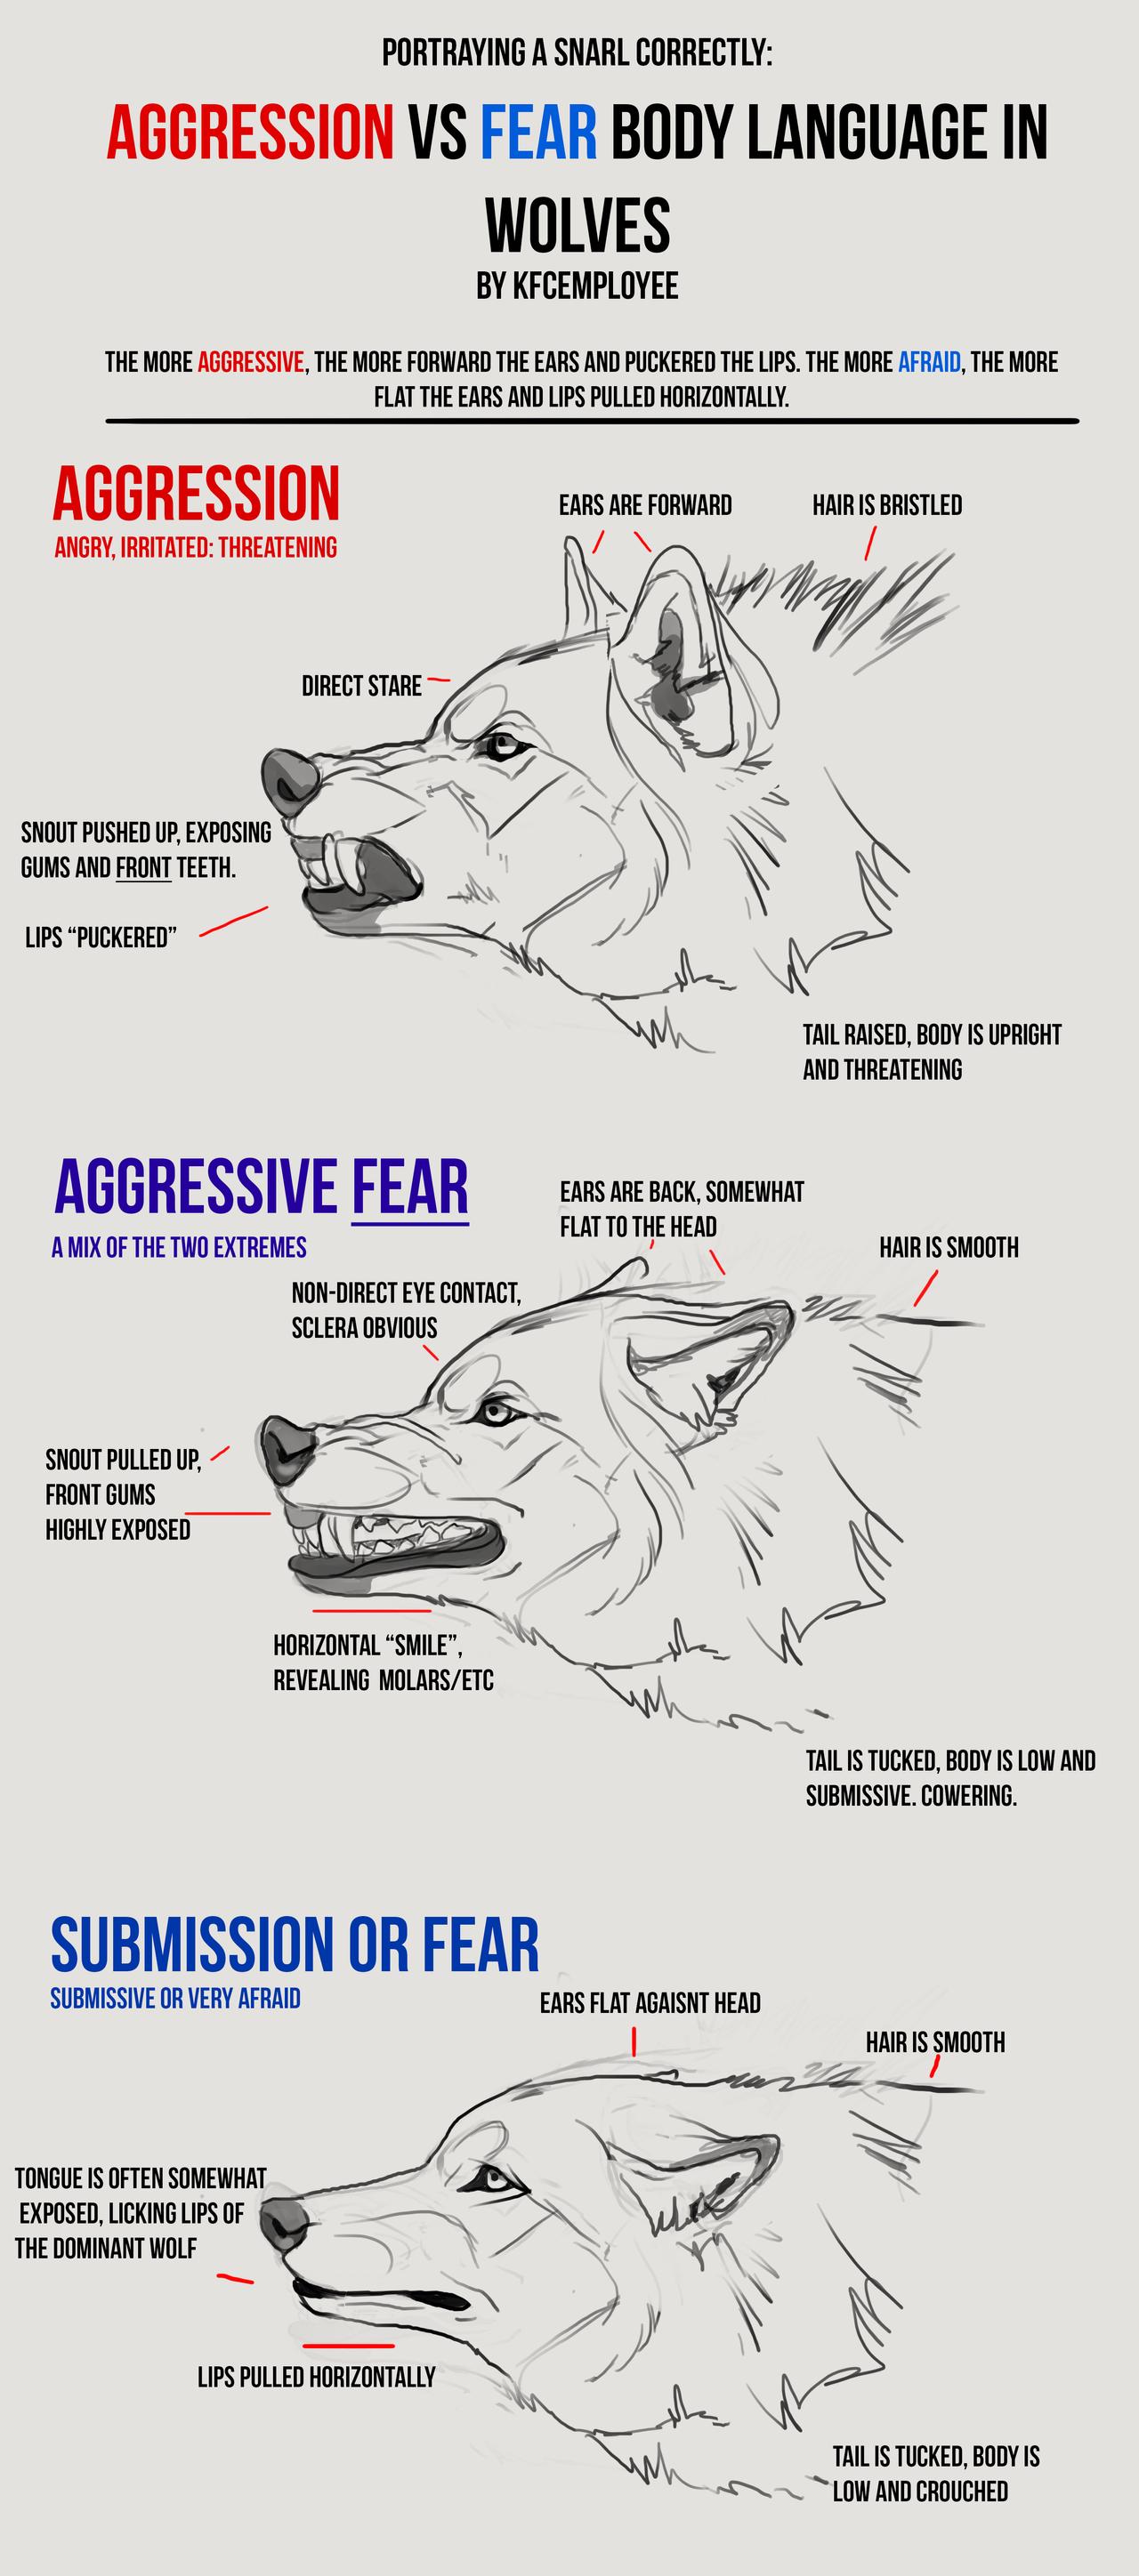 PORTRAYING A SNARL CORRECTLY:
AGGRESSION VS FEAR BODY LANGUAGE IN
WOLVES
BY KFCEMPLOYEE
THE MORE AGGRESSIVE, THE MORE FORWARD THE EARS AND PUCKERED THE LIPS. THE MORE AFRAID, THE MORE
FLAT THE EARS AND LIPS PULLED HORIZONTALLY.
AGGRESSION
ANGRY, IRRITATED: THREATENING
EARS ARE FORWARD
HAIR IS BRISTLED
DIRECT STARE
SNOUT PUSHED UP, EXPOSING
GUMS AND FRONT TEETH.
LIPS “PUCKERED”
TAIL RAISED, BODY IS UPRIGHT
AND THREATENING
AGGRESSIVE FEAR
A MIX OF THE TWO EXTREMES
EARS ARE BACK, SOMEWHAT
FLAT TO THE HEAD
HAIR IS SMOOTH
NON-DIRECT EYE CONTACT,
SCLERA OBVIOUS
SNOUT PULLED UP,
FRONT GUMS
HIGHLY EXPOSED
HORIZONTAL “SMILE”,
REVEALING MOLARS/ETC
TAIL IS TUCKED, BODY IS LOW AND
SUBMISSIVE. COWERING.
SUBMISSION OR FEAR
SUBMISSIVE OR VERY AFRAID
EARS FLAT AGAISNT HEAD
HAIR IS SMOOTH
TONGUE IS OFTEN SOMEWHAT
EXPOSED, LICKING LIPS OF
THE DOMINANT WOLF
LIPS PULLED HORIZONTALLY
TAIL IS TUCKED, BODY IS
LOW AND CROUCHED